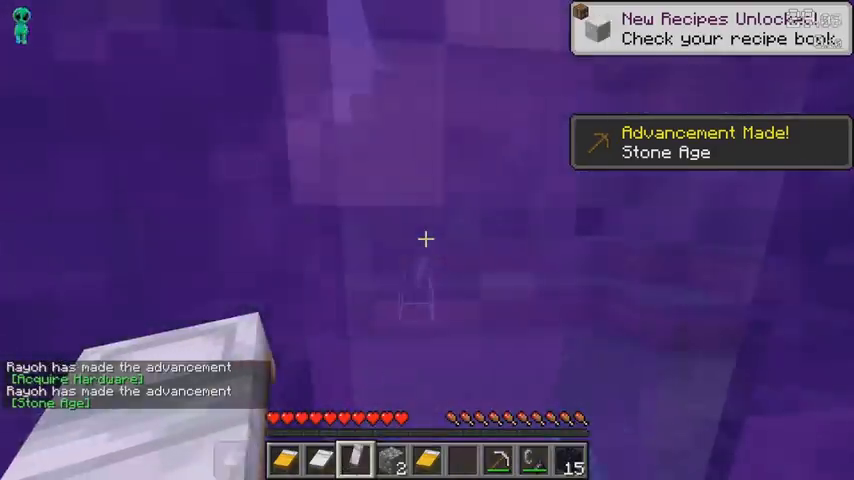 New Recipes Unlocked!
Check your recipe book
Advancement Made!
Stone Age
Rayoh has made the advancement
[Acquire Hardware]
Rayoh has made the advancement
[Stone Age]
2
15